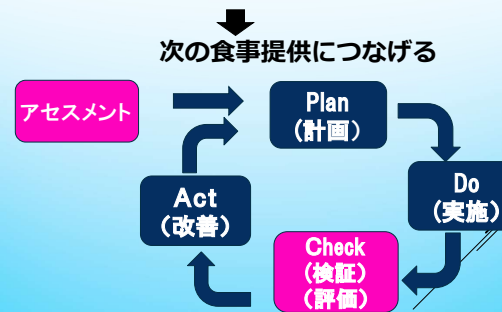 次の食事提供につなげる
アセスメント
Plan
（計画）
Do
（実施）
Check
（検証）
（評価）
Act
（改善）